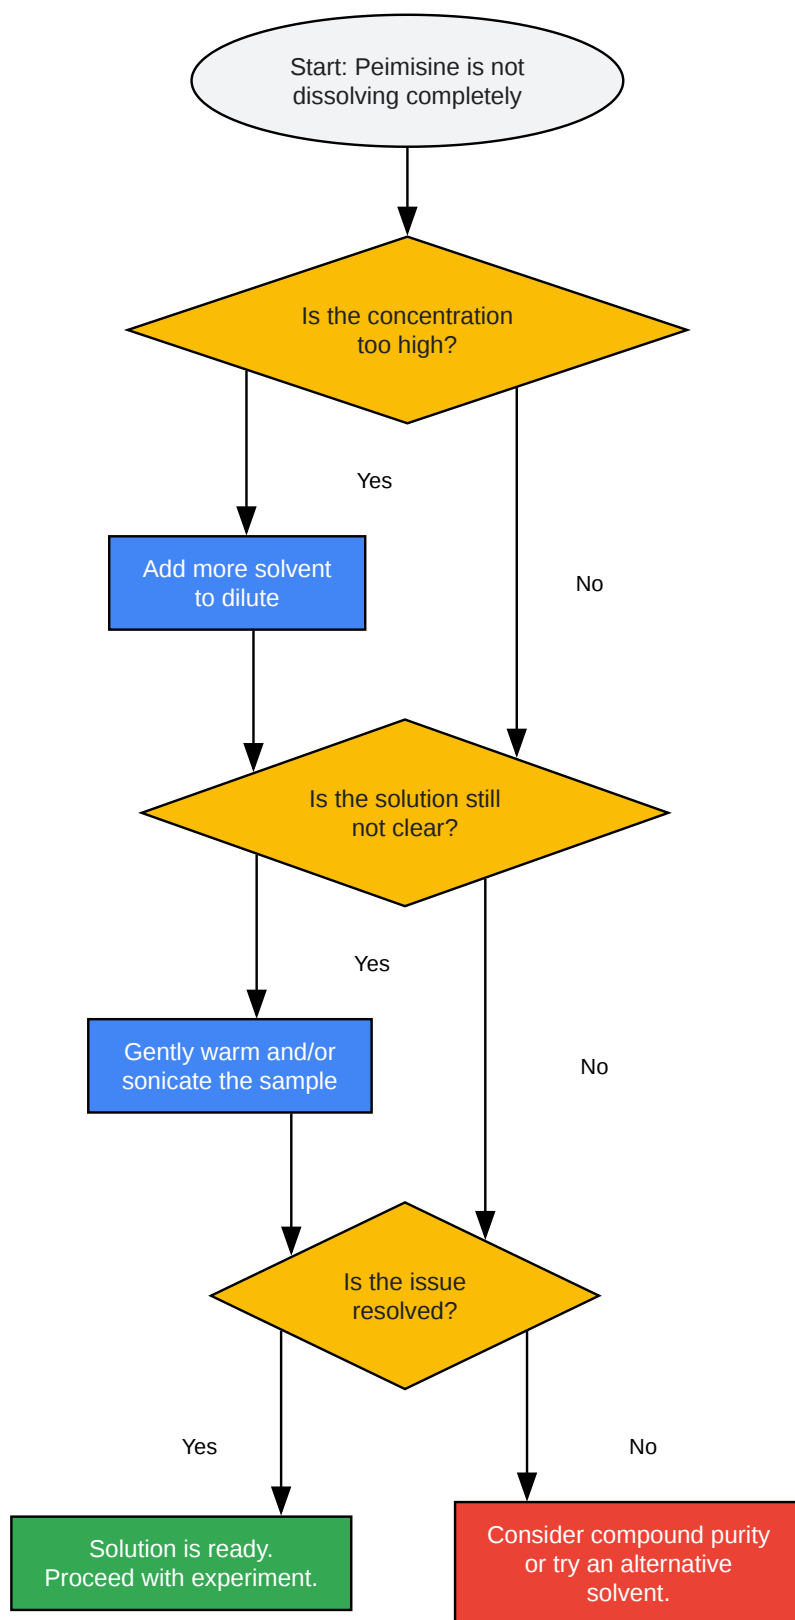 Start: Peimisine is not
dissolving completely
Is the concentration
too high?
Yes
Add more solvent
to dilute
No
Is the solution still
not clear?
Yes
Gently warm and/or
sonicate the sample
No
Is the issue
resolved?
Yes
No
Solution is ready.
Proceed with experiment.
Consider compound purity
or try an alternative
solvent.